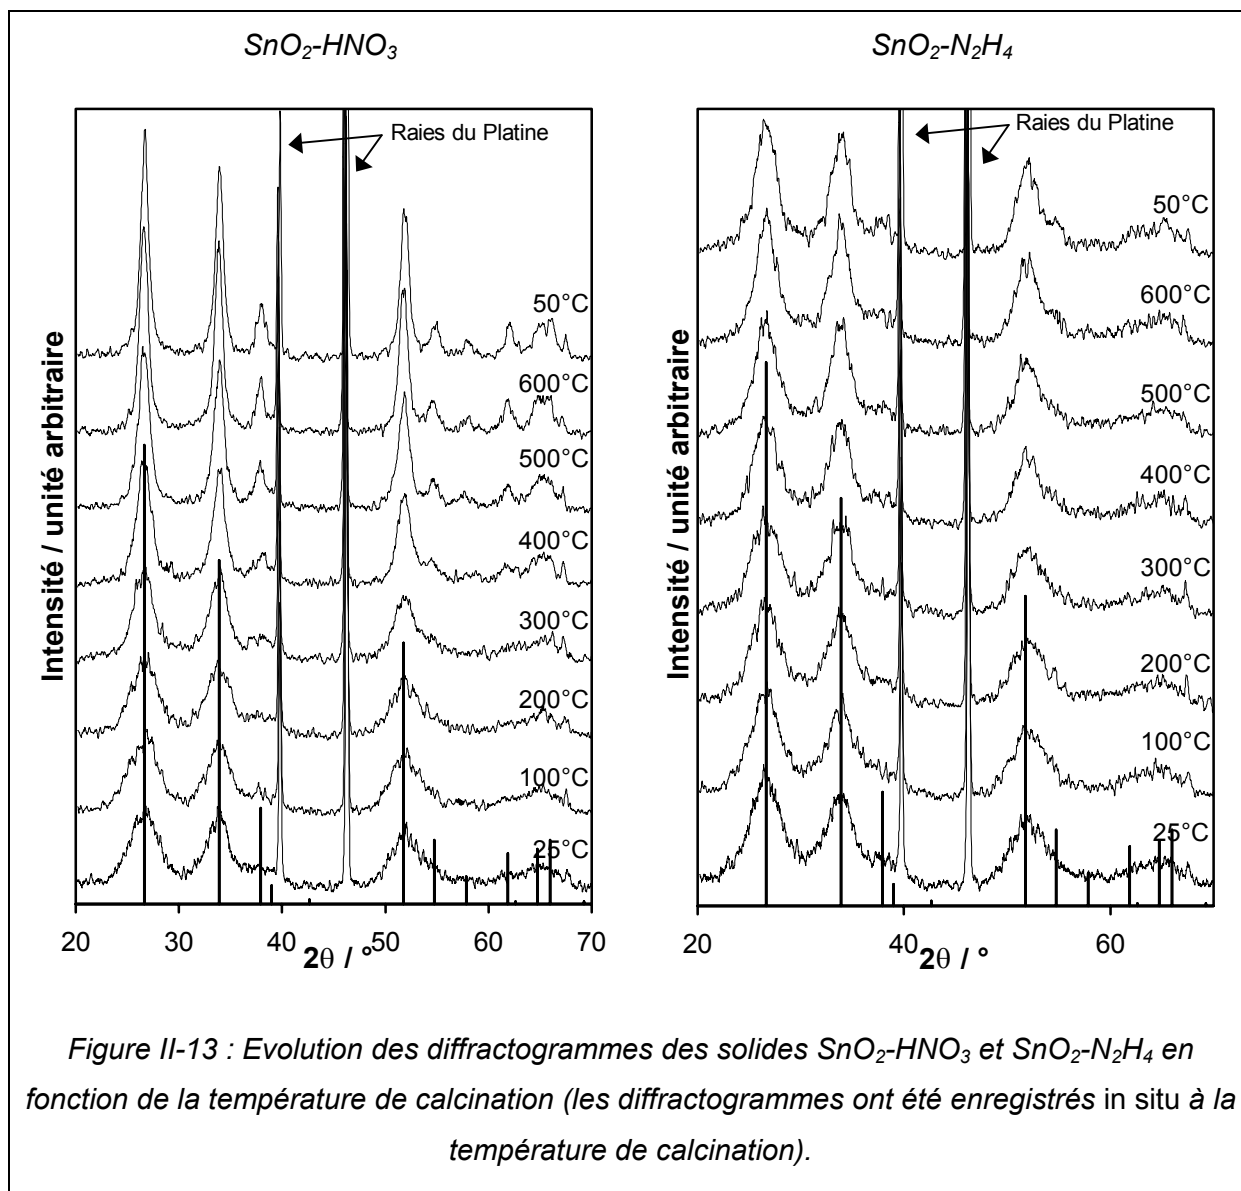 SnO₂-HNO₃
SnO₂-N₂H₄
Raies du Platine
Raies du Platine
Intensité / unité arbitraire
50°C
600°C
500°C
400°C
300°C
200°C
100°C
25°C
20 30 40 50 60 70
2θ / °
Intensité / unité arbitraire
50°C
600°C
500°C
400°C
300°C
200°C
100°C
25°C
20 40 60
2θ / °
Figure II-13 : Evolution des diffractogrammes des solides SnO₂-HNO₃ et SnO₂-N₂H₄ en
fonction de la température de calcination (les diffractogrammes ont été enregistrés in situ à la
température de calcination).